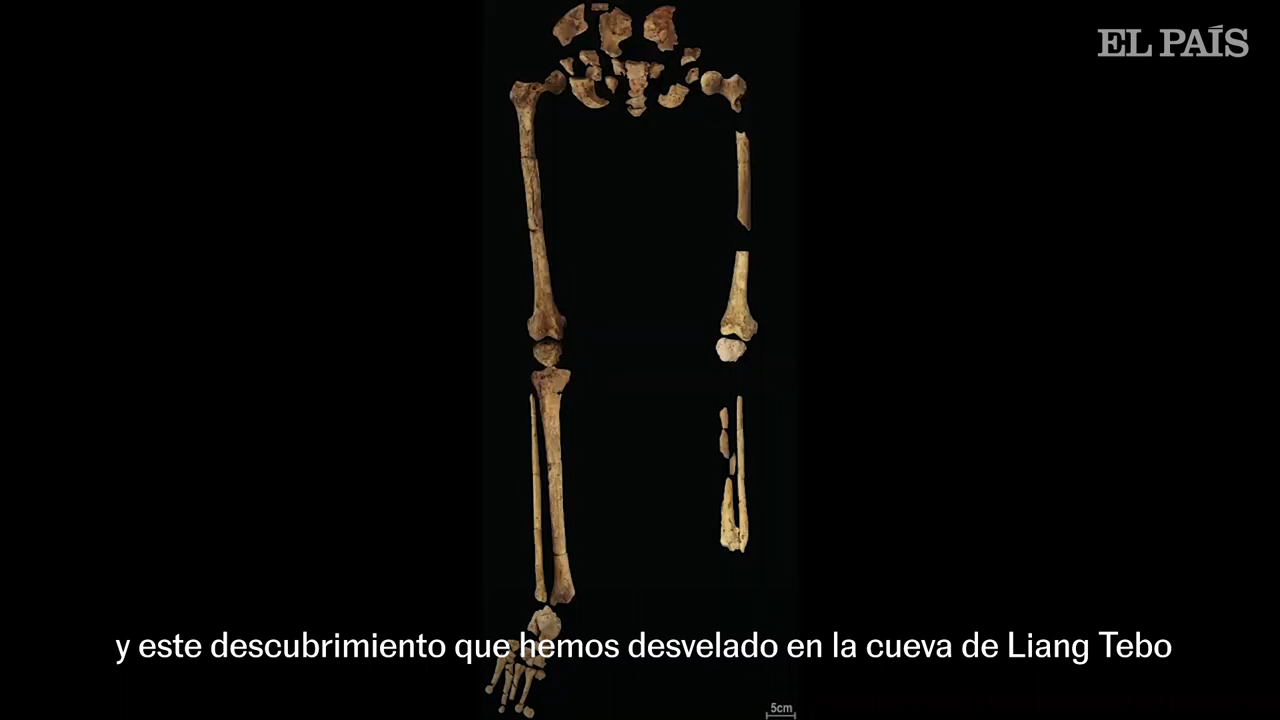 EL PAÍS
y este descubrimiento que hemos desvelado en la cueva de Liang Tebo
5cm